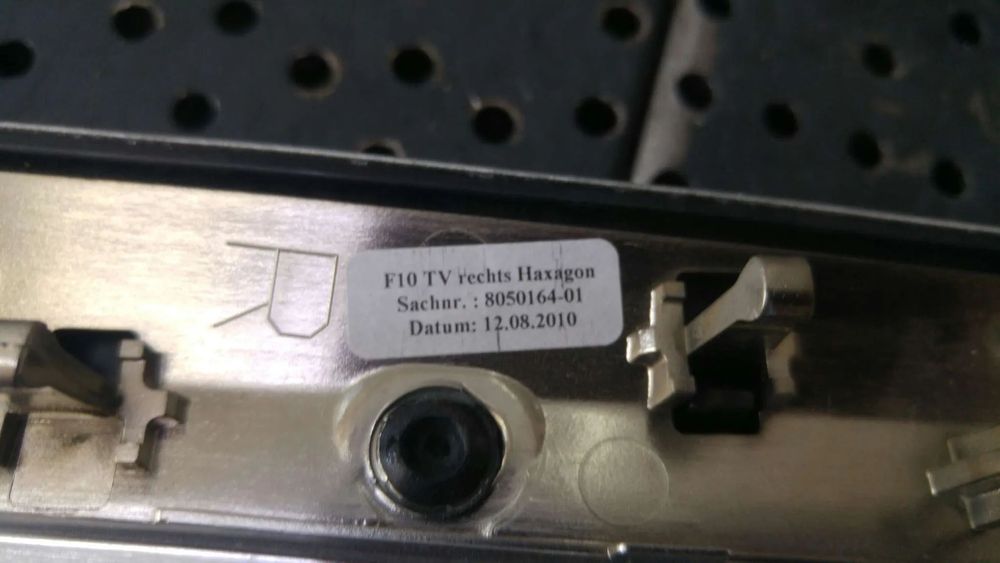 R
F10 TV rechts Haxagon
Sachnr. : 8050164-01
Datum: 12.08.2010